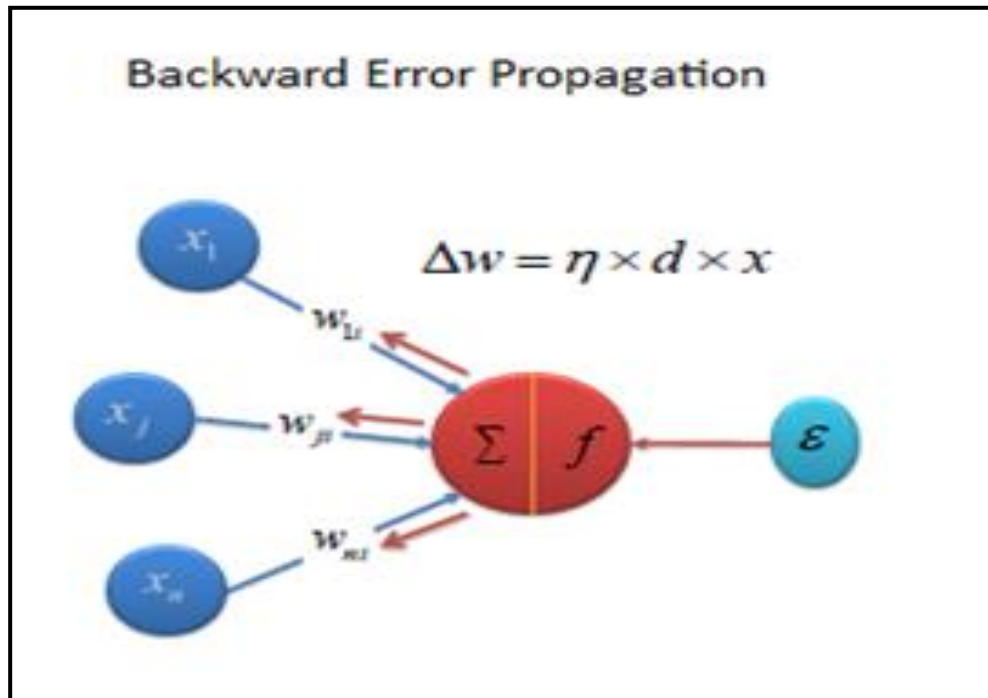 Backward Error Propagation
x₁
Δw = η × d × x
w₁ᵢ
xⱼ
wⱼᵢ
Σ f
ε
wₙᵢ
xₙ